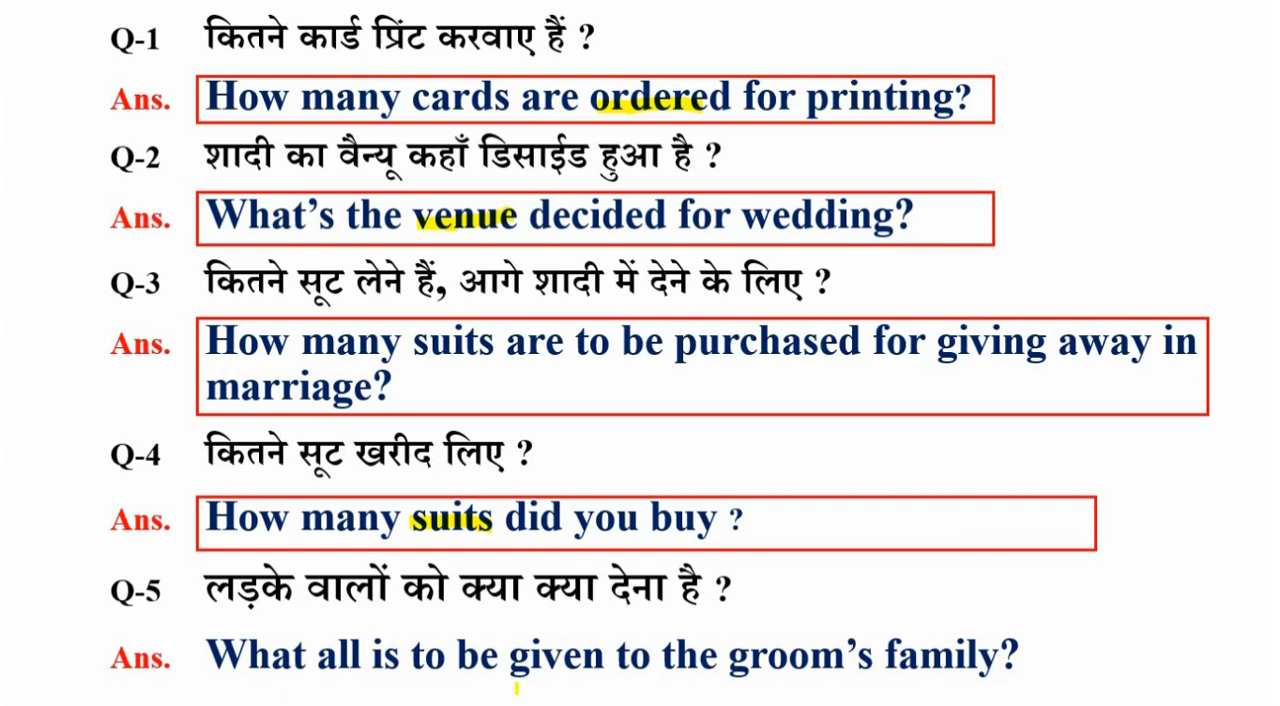 Q-1 कितने कार्ड प्रिंट करवाए हैं ?
Ans. How many cards are ordered for printing?
Q-2 शादी का वैन्यू कहाँ डिसाईड हुआ है ?
Ans. What’s the venue decided for wedding?
Q-3 कितने सूट लेने हैं, आगे शादी में देने के लिए ?
Ans. How many suits are to be purchased for giving away in
marriage?
Q-4 कितने सूट खरीद लिए ?
Ans. How many suits did you buy ?
Q-5 लड़के वालों को क्या क्या देना है ?
Ans. What all is to be given to the groom’s family?